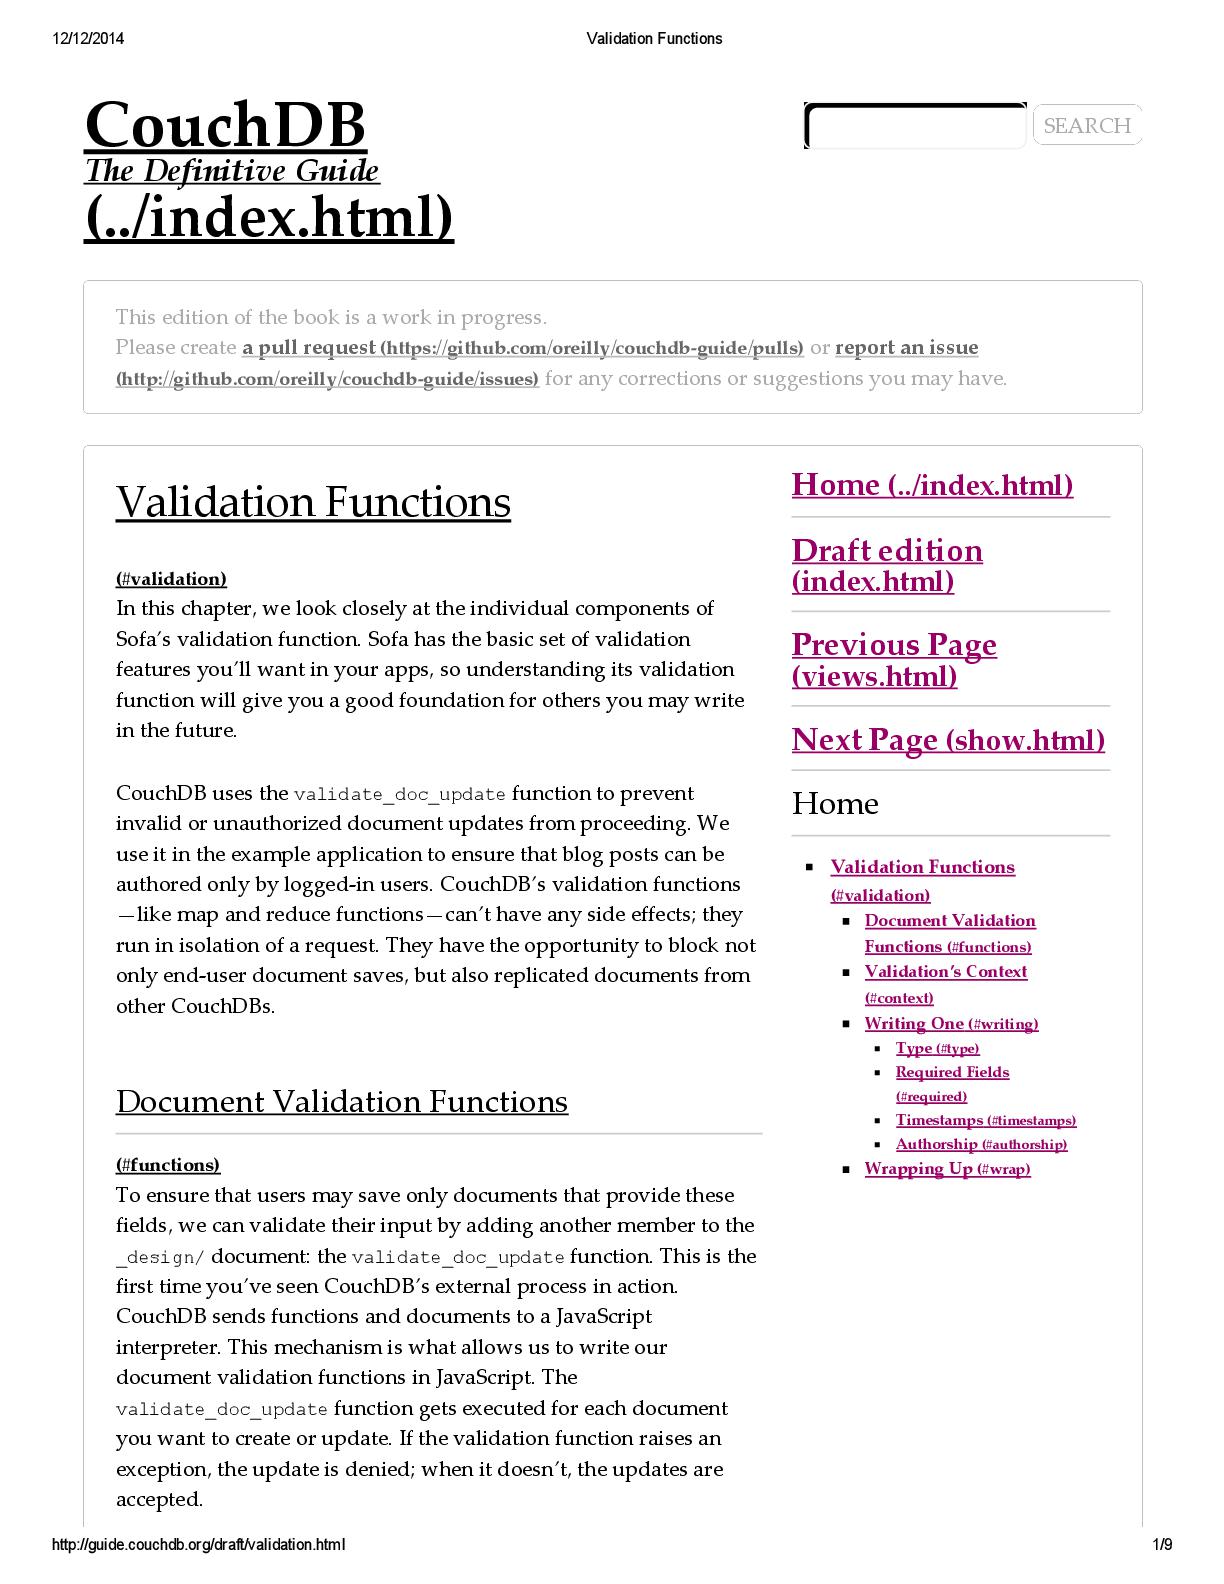 12/12/2014
Validation Functions
CouchDB
The Definitive Guide
(../index.html)
SEARCH
This edition of the book is a work in progress.
Please create a pull request (https://github.com/oreilly/couchdb-guide/pulls) or report an issue
(http://github.com/oreilly/couchdb-guide/issues) for any corrections or suggestions you may have.
Validation Functions
(#validation)
In this chapter, we look closely at the individual components of
Sofa’s validation function. Sofa has the basic set of validation
features you’ll want in your apps, so understanding its validation
function will give you a good foundation for others you may write
in the future.
CouchDB uses the validate_doc_update function to prevent
invalid or unauthorized document updates from proceeding. We
use it in the example application to ensure that blog posts can be
authored only by logged-in users. CouchDB’s validation functions
—like map and reduce functions—can’t have any side effects; they
run in isolation of a request. They have the opportunity to block not
only end-user document saves, but also replicated documents from
other CouchDBs.
Document Validation Functions
(#functions)
To ensure that users may save only documents that provide these
fields, we can validate their input by adding another member to the
_design/ document: the validate_doc_update function. This is the
first time you’ve seen CouchDB’s external process in action.
CouchDB sends functions and documents to a JavaScript
interpreter. This mechanism is what allows us to write our
document validation functions in JavaScript. The
validate_doc_update function gets executed for each document
you want to create or update. If the validation function raises an
exception, the update is denied; when it doesn’t, the updates are
accepted.
Home (../index.html)
Draft edition
(index.html)
Previous Page
(views.html)
Next Page (show.html)
Home
▪ Validation Functions
(#validation)
▪ Document Validation
Functions (#functions)
▪ Validation’s Context
(#context)
▪ Writing One (#writing)
▪ Type (#type)
▪ Required Fields
(#required)
▪ Timestamps (#timestamps)
▪ Authorship (#authorship)
▪ Wrapping Up (#wrap)
http://guide.couchdb.org/draft/validation.html
1/9